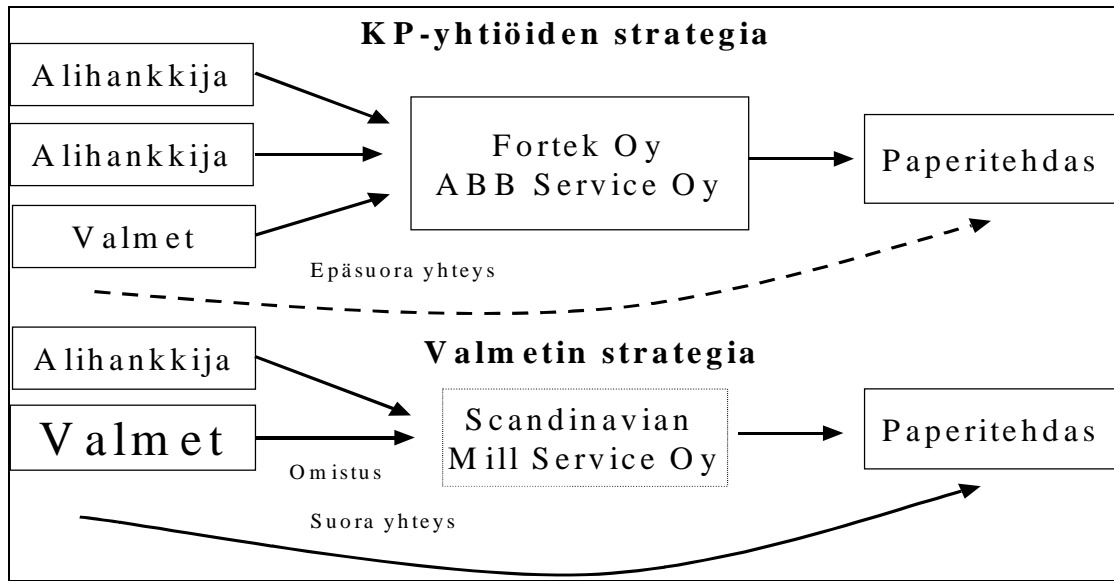 KP-yhtiöiden strategia
Alihankkija
Alihankkija
Valmet
Fortek Oy
ABB Service Oy
Paperitehdas
Epäsuora yhteys
Valmetin strategia
Alihankkija
Valmet
Omistus
Scandinavian
Mill Service Oy
Paperitehdas
Suora yhteys